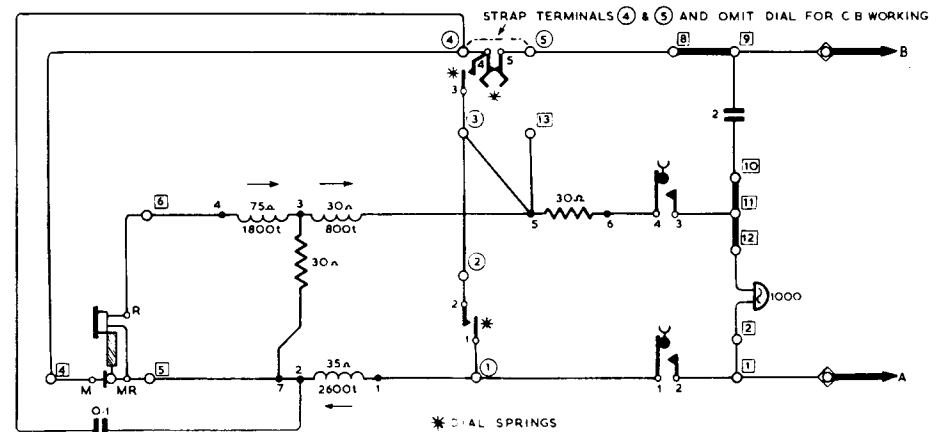 STRAP TERMINALS ④ & ⑤ AND OMIT DIAL FOR C B WORKING
④ ⑤ 8 9 B
4 5
3
③ 13 2
10
6 4 75Ω 3 30Ω 30Ω 11
1800t 800t 5 6 4 3
12
30Ω ②
2 1000
R
1 2
4 M MR 5 7 2 35Ω 1 ① 1 2 1 A
2600t
0·1
DIAL SPRINGS